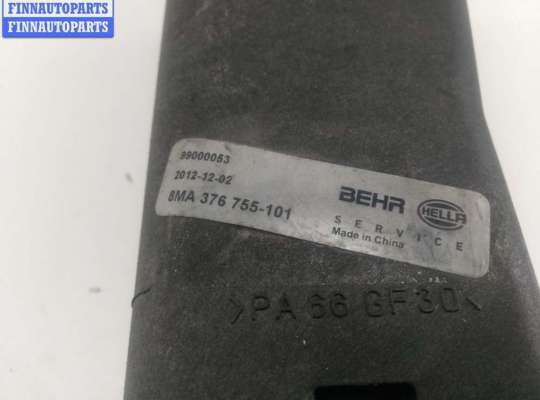 FINNAUTOPARTS
FINNAUTOPARTS
99000053
2012-12-02
8MA 376 755-101
BEHR HELLA
SERVICE
Made in China
>PA 66 GF30<